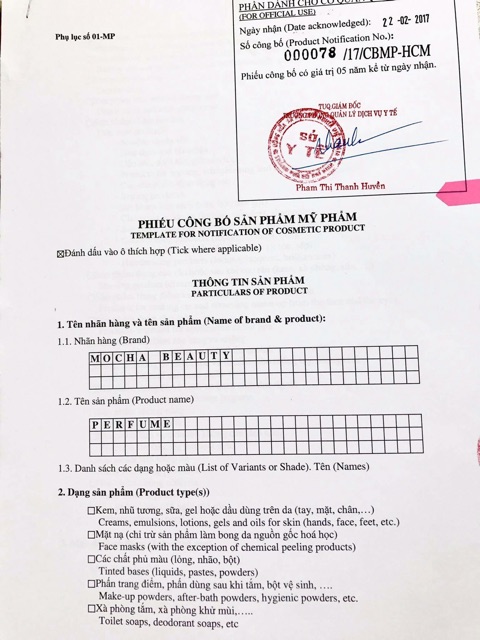 Phụ lục số 01-MP
PHẦN DÀNH CHO CƠ QUAN
(FOR OFFICIAL USE)
Ngày nhận (Date acknowledged): 22 -02- 2017
Số công bố (Product Notification No.):
000078 /17/CBMP-HCM
Phiếu công bố có giá trị 05 năm kể từ ngày nhận.
TUQ.GIÁM ĐỐC
QUẢN LÝ DỊCH VỤ Y TẾ
SỞ
Y TẾ
Phạm Thị Thanh Huyền
PHIẾU CÔNG BỐ SẢN PHẨM MỸ PHẨM
TEMPLATE FOR NOTIFICATION OF COSMETIC PRODUCT
☒Đánh dấu vào ô thích hợp (Tick where applicable)
THÔNG TIN SẢN PHẨM
PARTICULARS OF PRODUCT
1. Tên nhãn hàng và tên sản phẩm (Name of brand & product):
1.1. Nhãn hàng (Brand)
MOCHA BEAUTY
1.2. Tên sản phẩm (Product name)
PERFUME
1.3. Danh sách các dạng hoặc màu (List of Variants or Shade). Tên (Names)
2. Dạng sản phẩm (Product type(s))
☐Kem, nhũ tương, sữa, gel hoặc dầu dùng trên da (tay, mặt, chân,…)
Creams, emulsions, lotions, gels and oils for skin (hands, face, feet, etc.)
☐Mặt nạ (chỉ trừ sản phẩm làm bong da nguồn gốc hoá học)
Face masks (with the exception of chemical peeling products)
☐Các chất phủ màu (lỏng, nhão, bột)
Tinted bases (liquids, pastes, powders)
☐Phấn trang điểm, phấn dùng sau khi tắm, bột vệ sinh, ….
Make-up powders, after-bath powders, hygienic powders, etc.
☐Xà phòng tắm, xà phòng khử mùi,…..
Toilet soaps, deodorant soaps, etc